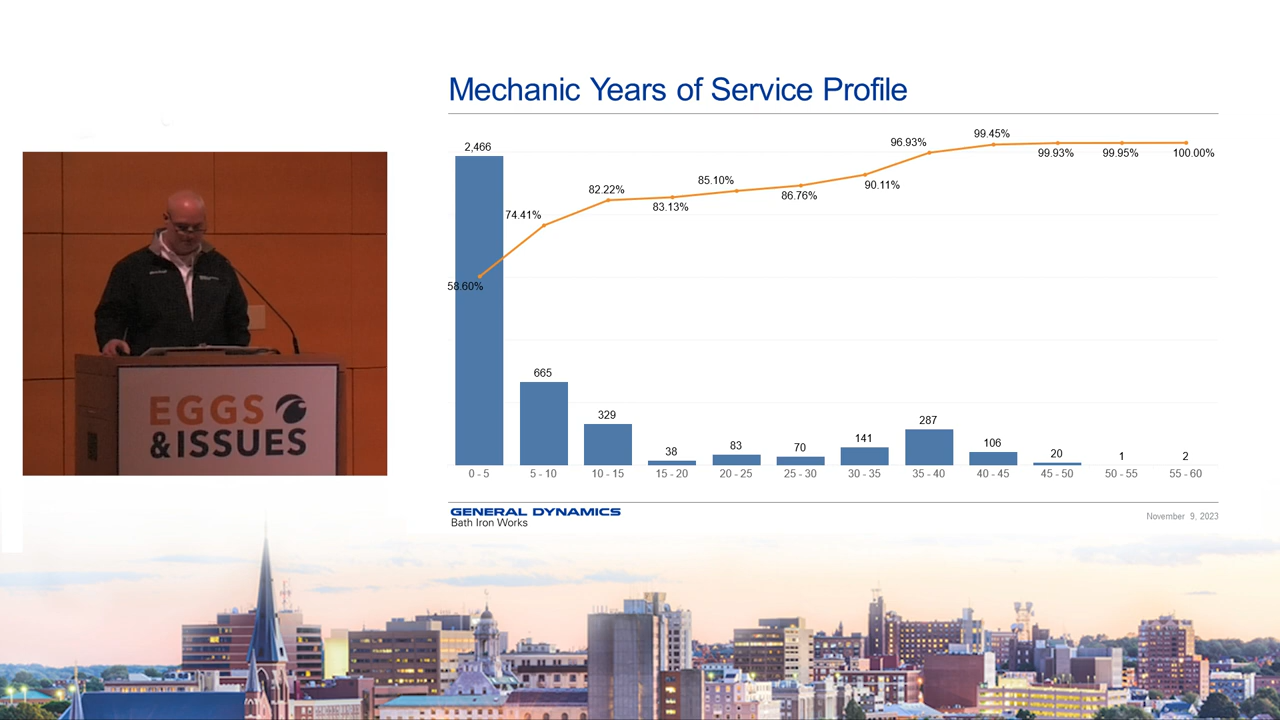 Mechanic Years of Service Profile
2,466
665
329
38
83
70
141
287
106
20
1
2
58.60%
74.41%
82.22%
83.13%
85.10%
86.76%
90.11%
96.93%
99.45%
99.93%
99.95%
100.00%
0 - 5
5 - 10
10 - 15
15 - 20
20 - 25
25 - 30
30 - 35
35 - 40
40 - 45
45 - 50
50 - 55
55 - 60
GENERAL DYNAMICS
Bath Iron Works
November 9, 2023
EGGS
&ISSUES